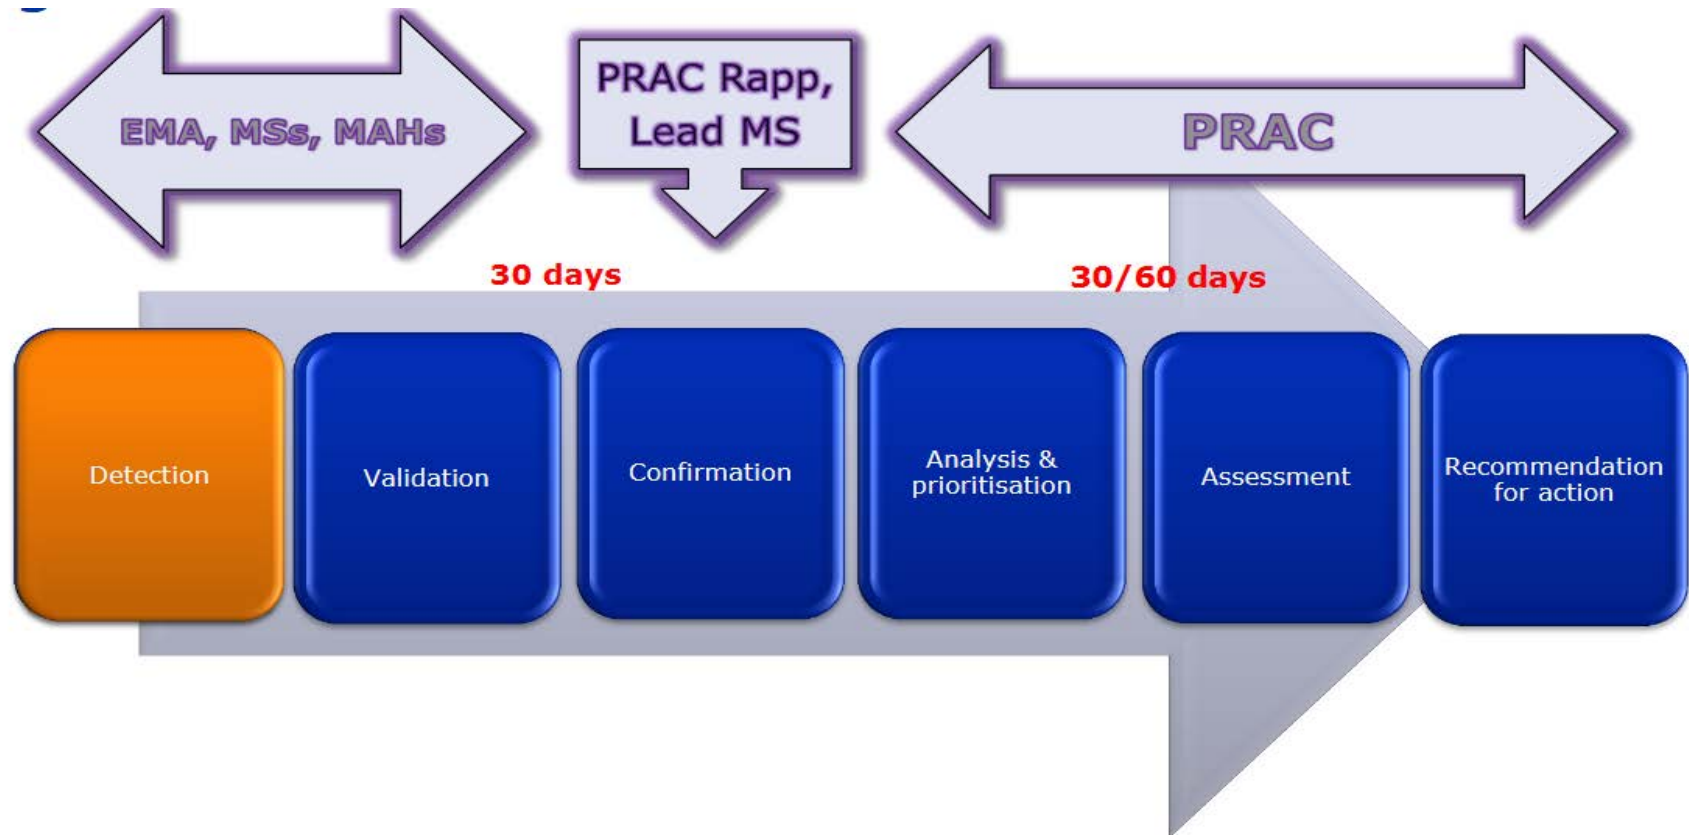 EMA, MSs, MAHs
PRAC Rapp,
Lead MS
PRAC
30 days
30/60 days
Detection
Validation
Confirmation
Analysis &
prioritisation
Assessment
Recommendation
for action